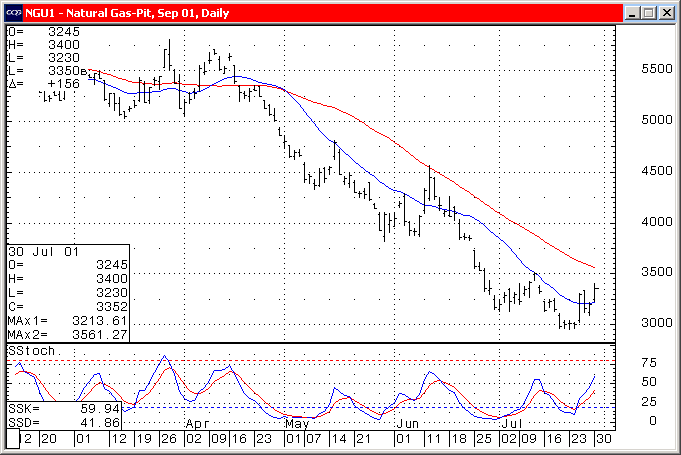 CQG NGU1 - Natural Gas-Pit, Sep 01, Daily
O= 3245
H= 3400
L= 3230
L= 3350
Δ= +156
5500
5000
4500
4000
3500
3000
30 Jul 01
O= 3245
H= 3400
L= 3230
C= 3352
MAx1= 3213.61
MAx2= 3561.27
SStoch.
75
50
25
0
SSK= 59.94
SSD= 41.86
Apr May Jun Jul
12 20 01 12 19 26 02 09 16 23 01 07 14 21 01 11 18 25 02 09 16 23 30